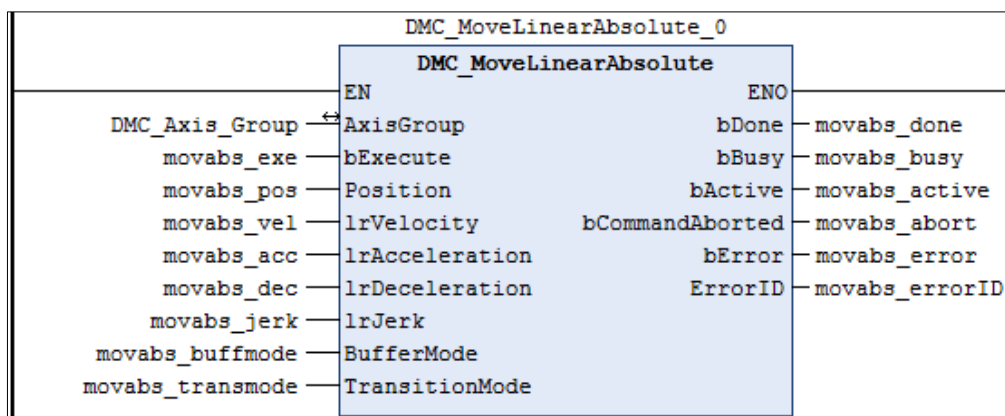 DMC_MoveLinearAbsolute_0
DMC_MoveLinearAbsolute
EN ENO
DMC_Axis_Group AxisGroup bDone movabs_done
movabs_exe bExecute bBusy movabs_busy
movabs_pos Position bActive movabs_active
movabs_vel lrVelocity bCommandAborted movabs_abort
movabs_acc lrAcceleration bError movabs_error
movabs_dec lrDeceleration ErrorID movabs_errorID
movabs_jerk lrJerk
movabs_buffmode BufferMode
movabs_transmode TransitionMode